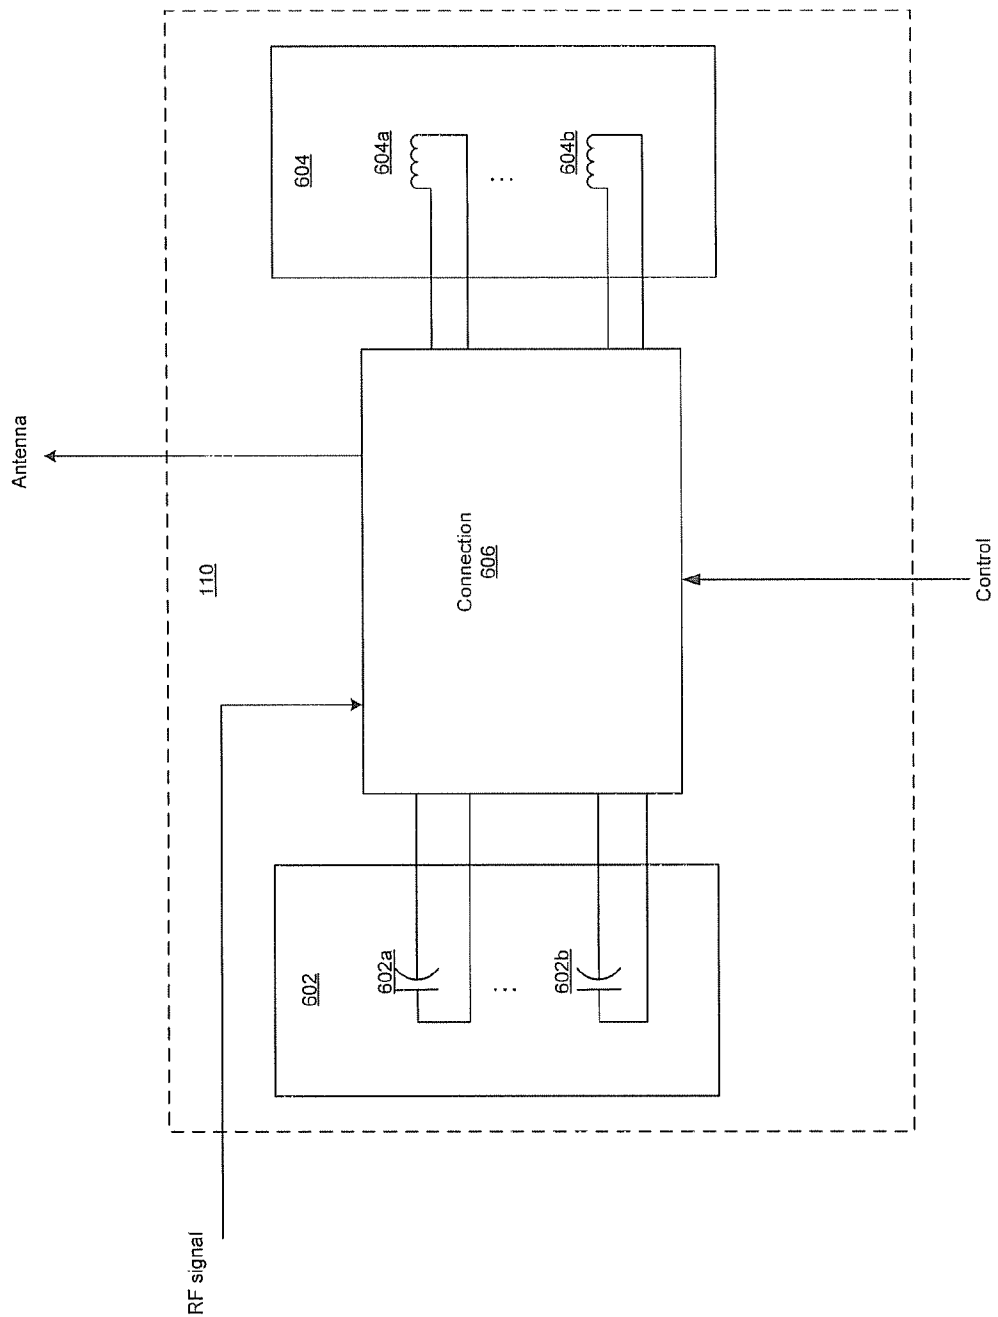 RF signal
Antenna
110
602
602a
...
602b
Connection
606
604
604a
...
604b
Control